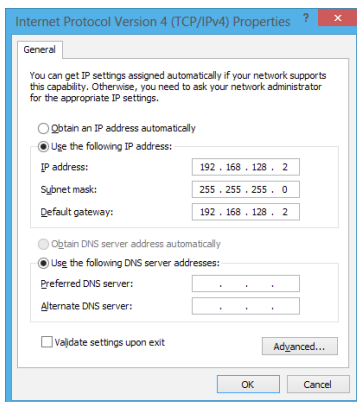 Internet Protocol Version 4 (TCP/IPv4) Properties ? ×
General
You can get IP settings assigned automatically if your network supports
this capability. Otherwise, you need to ask your network administrator
for the appropriate IP settings.
Obtain an IP address automatically
Use the following IP address:
IP address: 192 . 168 . 128 . 2
Subnet mask: 255 . 255 . 255 . 0
Default gateway: 192 . 168 . 128 . 2
Obtain DNS server address automatically
Use the following DNS server addresses:
Preferred DNS server: . . .
Alternate DNS server: . . .
Validate settings upon exit
Advanced...
OK Cancel